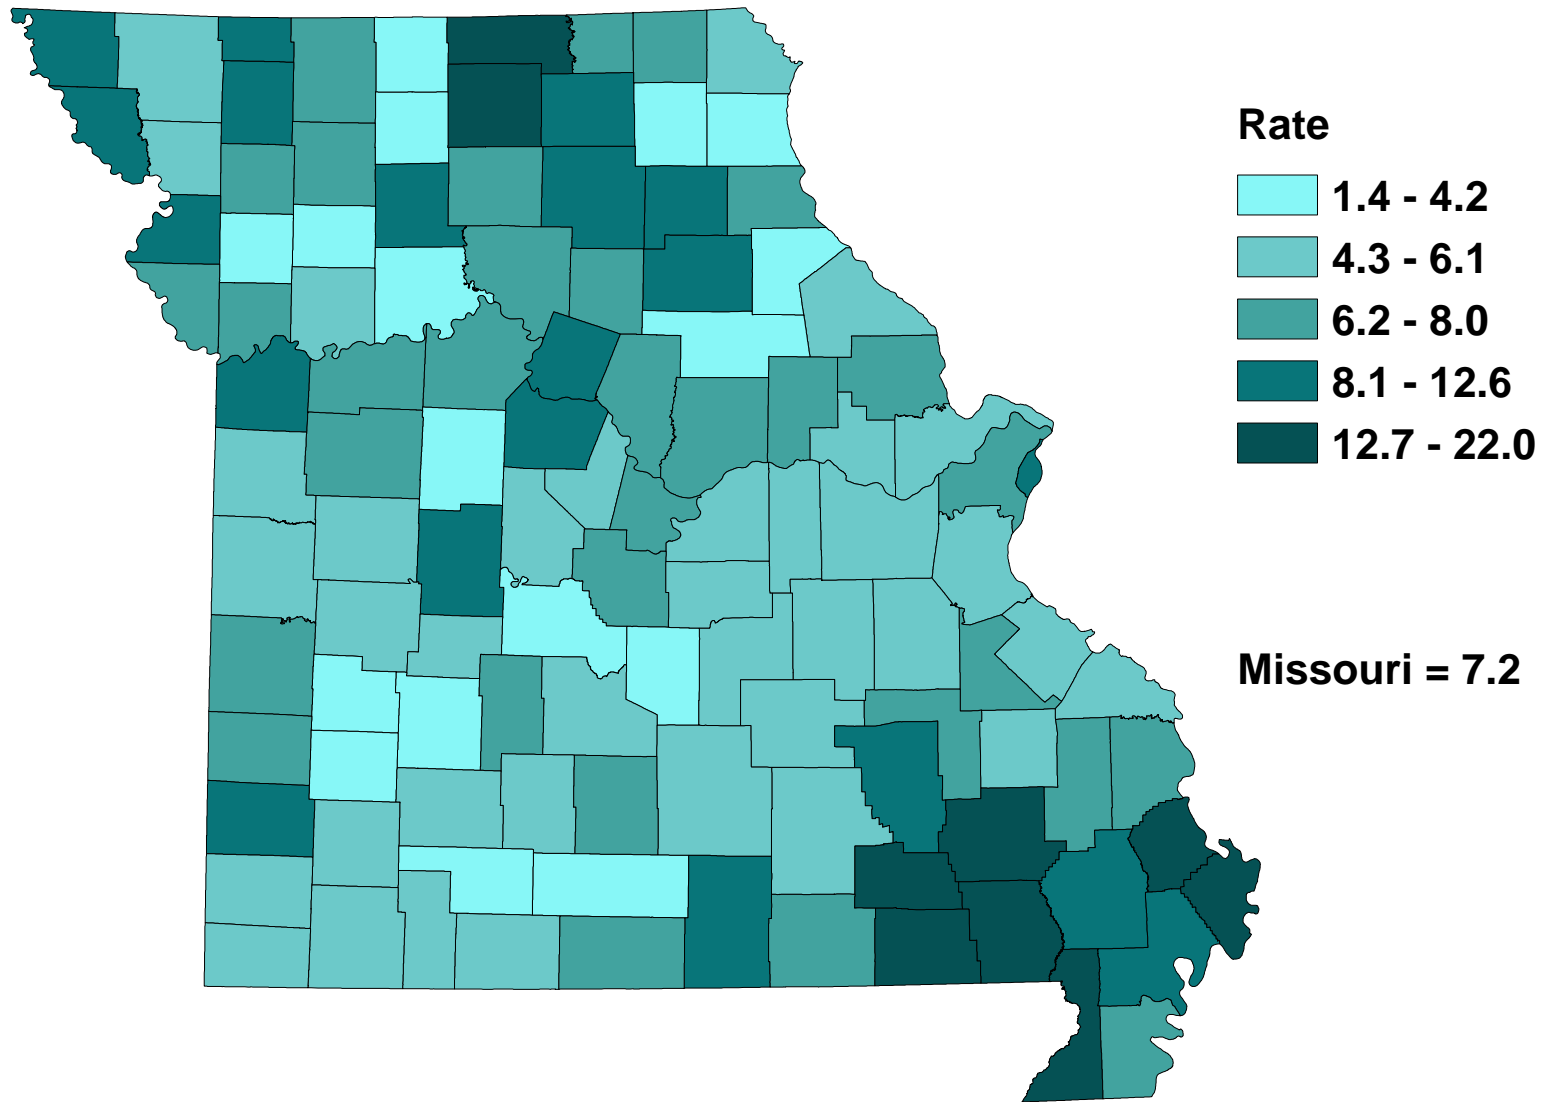 Rate
1.4 - 4.2
4.3 - 6.1
6.2 - 8.0
8.1 - 12.6
12.7 - 22.0
Missouri = 7.2